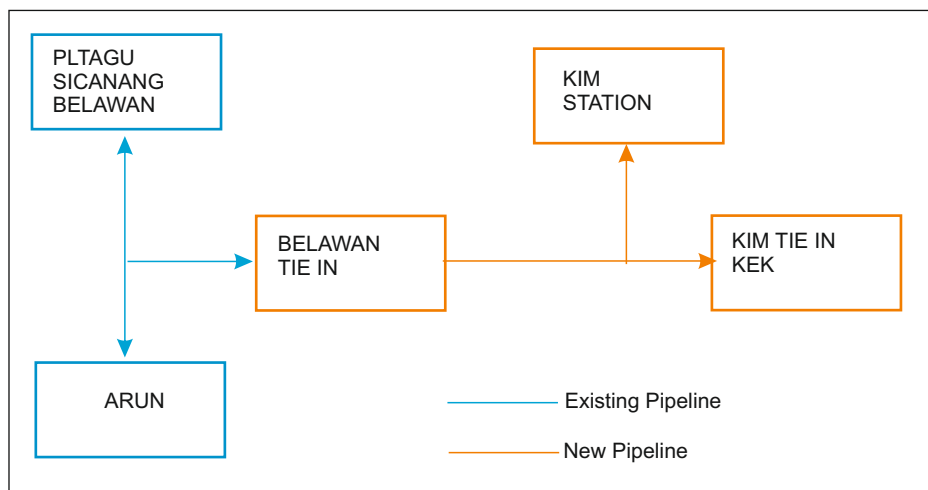 PLTAGU
SICANANG
BELAWAN
KIM
STATION
BELAWAN
TIE IN
KIM TIE IN
KEK
ARUN
Existing Pipeline
New Pipeline